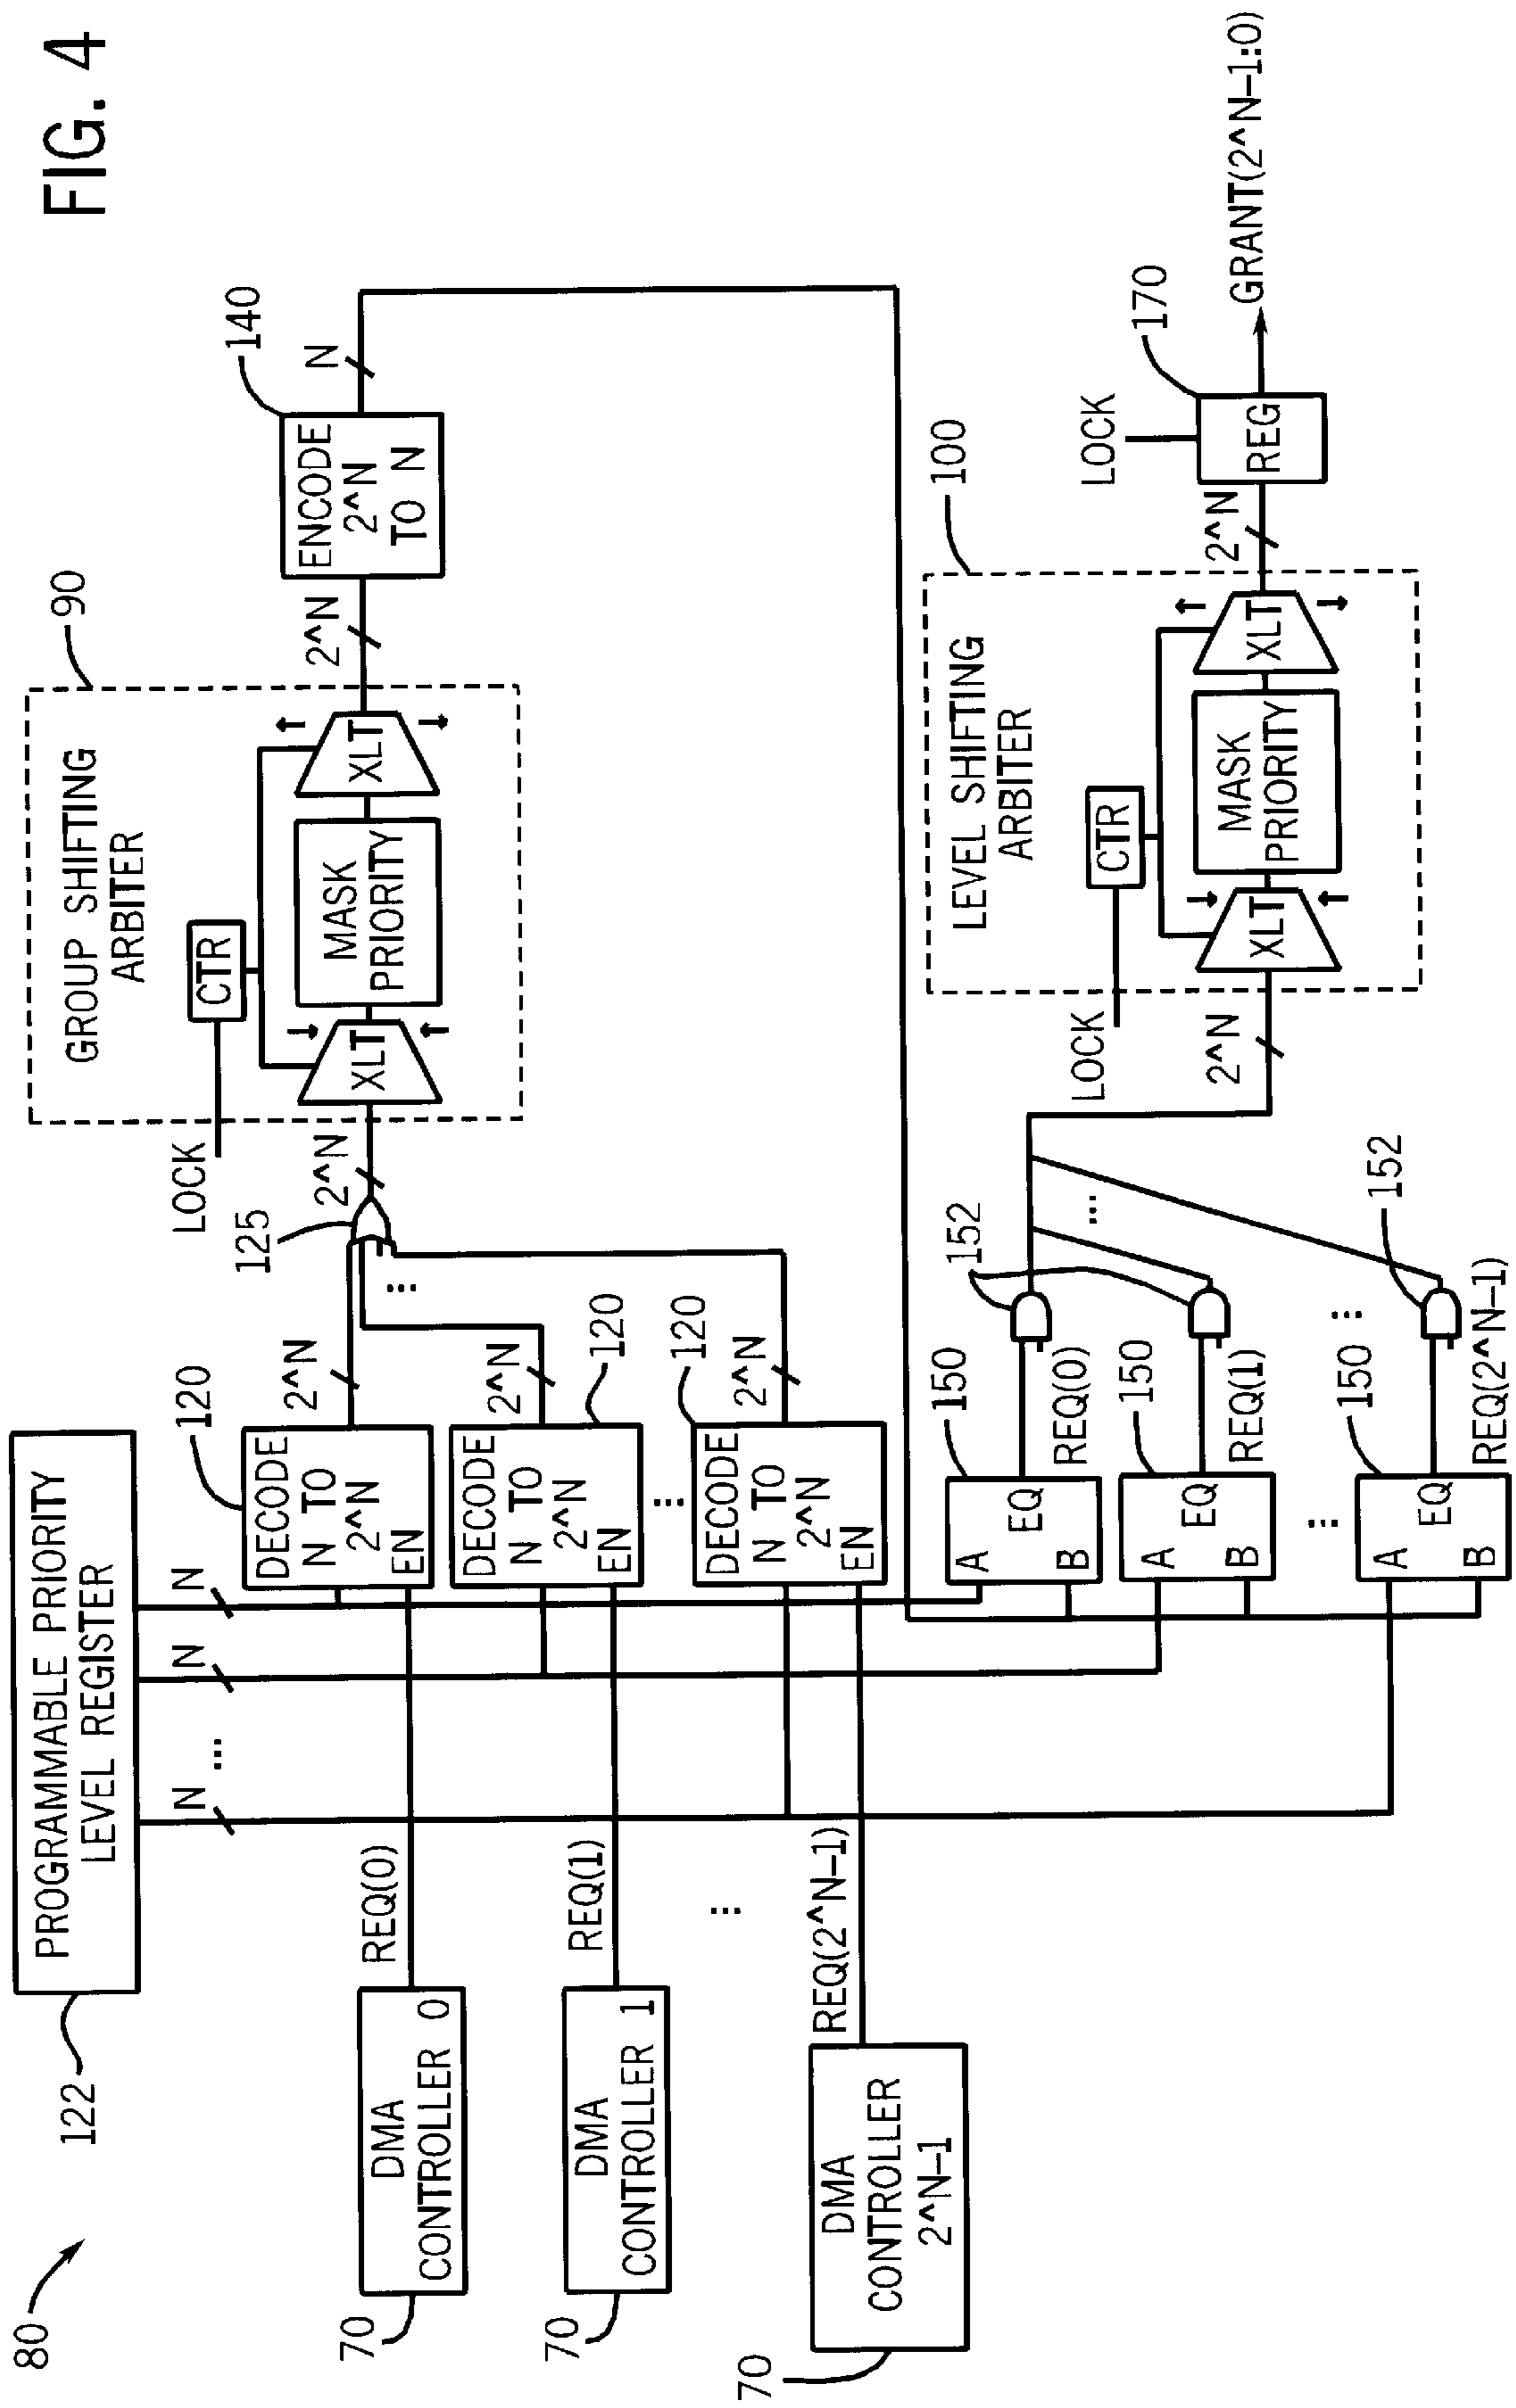 FIG. 4
80
122
PROGRAMMABLE PRIORITY
LEVEL REGISTER
N
N
...
N
70
DMA
CONTROLLER 0
REQ(0)
70
DMA
CONTROLLER 1
REQ(1)
...
70
DMA
CONTROLLER
2^N-1
REQ(2^N-1)
120
DECODE
N TO
2^N
EN
2^N
120
DECODE
N TO
2^N
EN
2^N
...
120
DECODE
N TO
2^N
EN
2^N
...
125
2^N
90
GROUP SHIFTING
ARBITER
LOCK
CTR
XLT
MASK
PRIORITY
XLT
2^N
140
ENCODE
2^N
TO N
N
150
A
B
EQ
REQ(0)
152
150
A
B
EQ
REQ(1)
...
...
...
150
A
B
EQ
REQ(2^N-1)
152
2^N
100
LEVEL SHIFTING
ARBITER
LOCK
CTR
XLT
MASK
PRIORITY
XLT
2^N
LOCK
170
REG
GRANT(2^N-1:0)